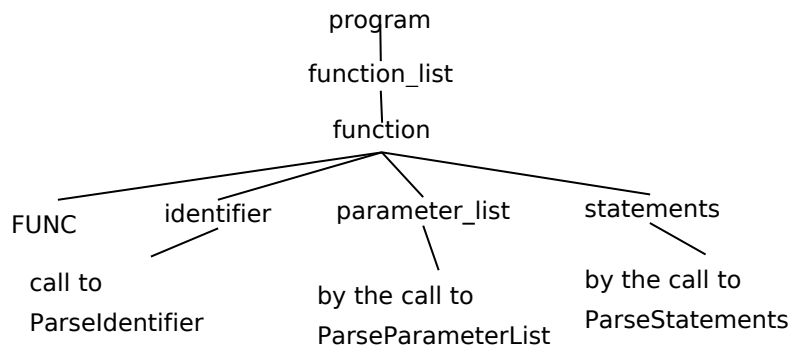 program
function_list
function
FUNC
identifier
parameter_list
statements
call to
ParseIdentifier
by the call to
ParseParameterList
by the call to
ParseStatements